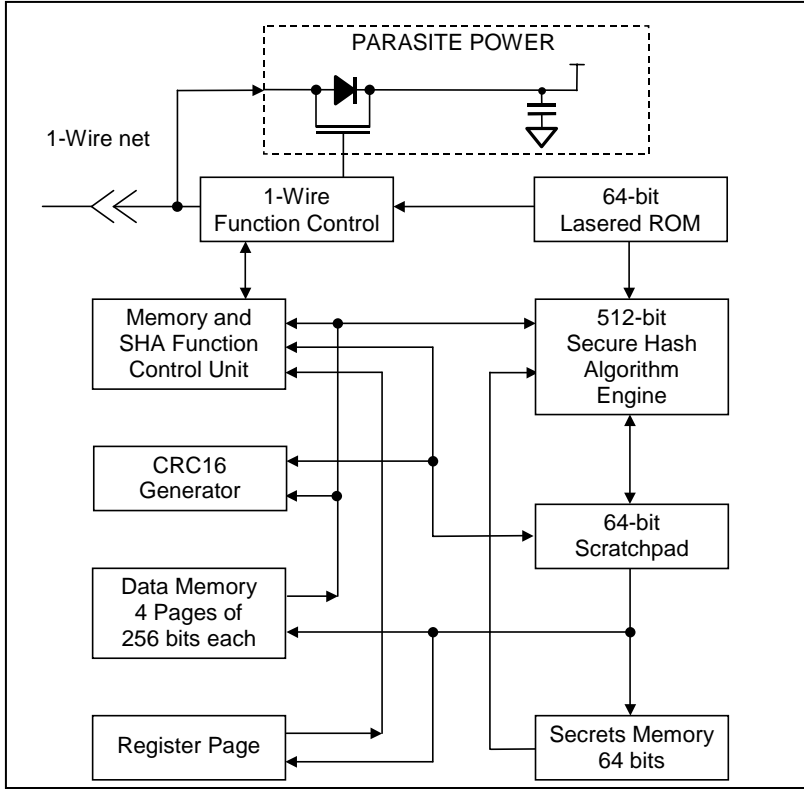 PARASITE POWER
1-Wire net
1-Wire
Function Control
64-bit
Lasered ROM
Memory and
SHA Function
Control Unit
512-bit
Secure Hash
Algorithm
Engine
CRC16
Generator
64-bit
Scratchpad
Data Memory
4 Pages of
256 bits each
Register Page
Secrets Memory
64 bits